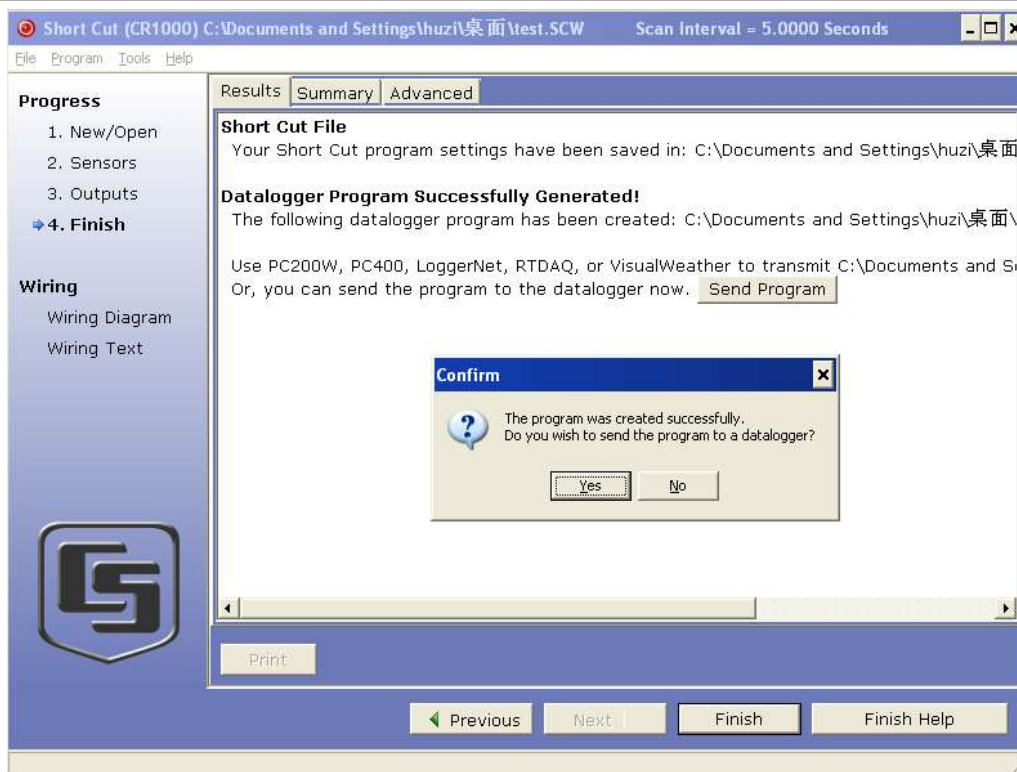 Short Cut (CR1000) C:\Documents and Settings\huzi\桌面\test.SCW Scan Interval = 5.0000 Seconds
File Program Tools Help
Progress
1. New/Open
2. Sensors
3. Outputs
4. Finish
Wiring
Wiring Diagram
Wiring Text
Results Summary Advanced
Short Cut File
Your Short Cut program settings have been saved in: C:\Documents and Settings\huzi\桌面
Datalogger Program Successfully Generated!
The following datalogger program has been created: C:\Documents and Settings\huzi\桌面\
Use PC200W, PC400, LoggerNet, RTDAQ, or VisualWeather to transmit C:\Documents and S
Or, you can send the program to the datalogger now. Send Program
Confirm
The program was created successfully.
Do you wish to send the program to a datalogger?
Yes No
CS
Print
Previous Next Finish Finish Help